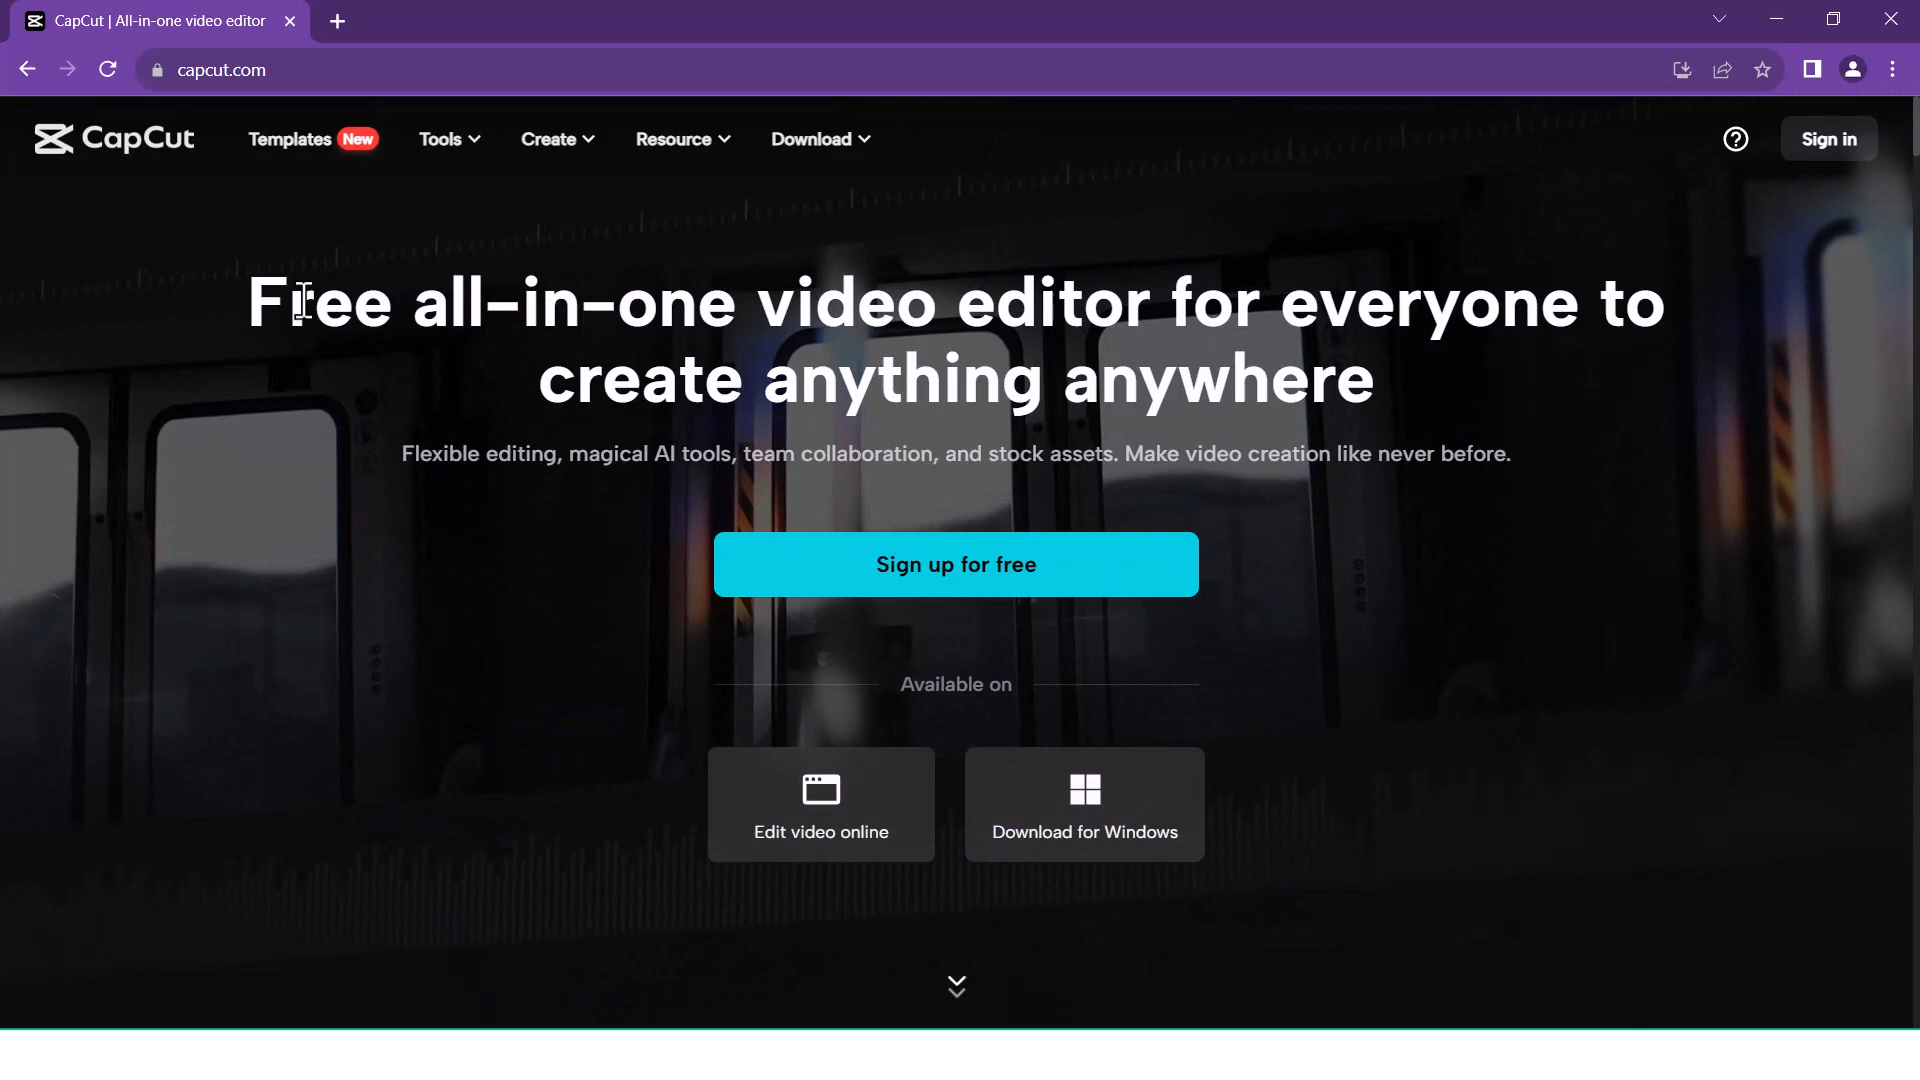 CapCut | All-in-one video editor
capcut.com
CapCut
Templates New
Tools
Create
Resource
Download
Sign in
Free all-in-one video editor for everyone to
create anything anywhere
Flexible editing, magical AI tools, team collaboration, and stock assets. Make video creation like never before.
Sign up for free
Available on
Edit video online
Download for Windows